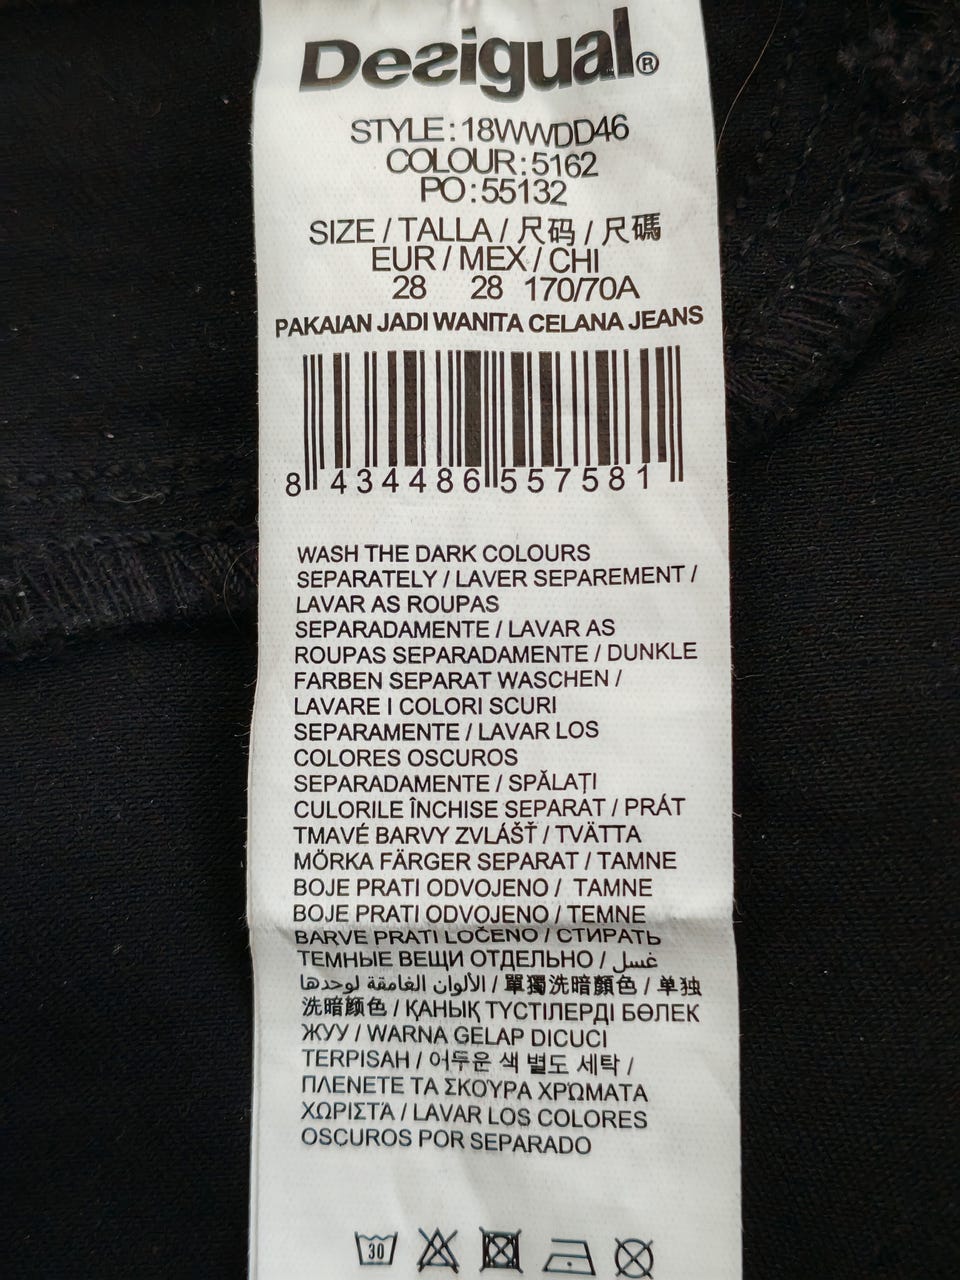 Desigual®
STYLE:18WWDD46
COLOUR:5162
PO:55132
SIZE / TALLA / 尺码 / 尺碼
EUR / MEX / CHI
28 28 170/70A
PAKAIAN JADI WANITA CELANA JEANS
8 434486 557581
WASH THE DARK COLOURS
SEPARATELY / LAVER SEPAREMENT /
LAVAR AS ROUPAS
SEPARADAMENTE / LAVAR AS
ROUPAS SEPARADAMENTE / DUNKLE
FARBEN SEPARAT WASCHEN /
LAVARE I COLORI SCURI
SEPARAMENTE / LAVAR LOS
COLORES OSCUROS
SEPARADAMENTE / SPĂLAȚI
CULORILE ÎNCHISE SEPARAT / PRÁT
TMAVÉ BARVY ZVLÁŠŤ / TVÄTTA
MÖRKA FÄRGER SEPARAT / TAMNE
BOJE PRATI ODVOJENO / TAMNE
BOJE PRATI ODVOJENO / TEMNE
BARVE PRATI LOČENO / СТИРАТЬ
ТЕМНЫЕ ВЕЩИ ОТДЕЛЬНО / غسل
الألوان الغامقة لوحدها / 單獨洗暗顏色 / 单独
洗暗颜色 / ҚАНЫҚ ТҮСТІЛЕРДІ БӨЛЕК
ЖУУ / WARNA GELAP DICUCI
TERPISAH / 어두운 색 별도 세탁 /
ΠΛΕΝΕΤΕ ΤΑ ΣΚΟΎΡΑ ΧΡΏΜΑΤΑ
ΧΩΡΙΣΤΆ / LAVAR LOS COLORES
OSCUROS POR SEPARADO
30